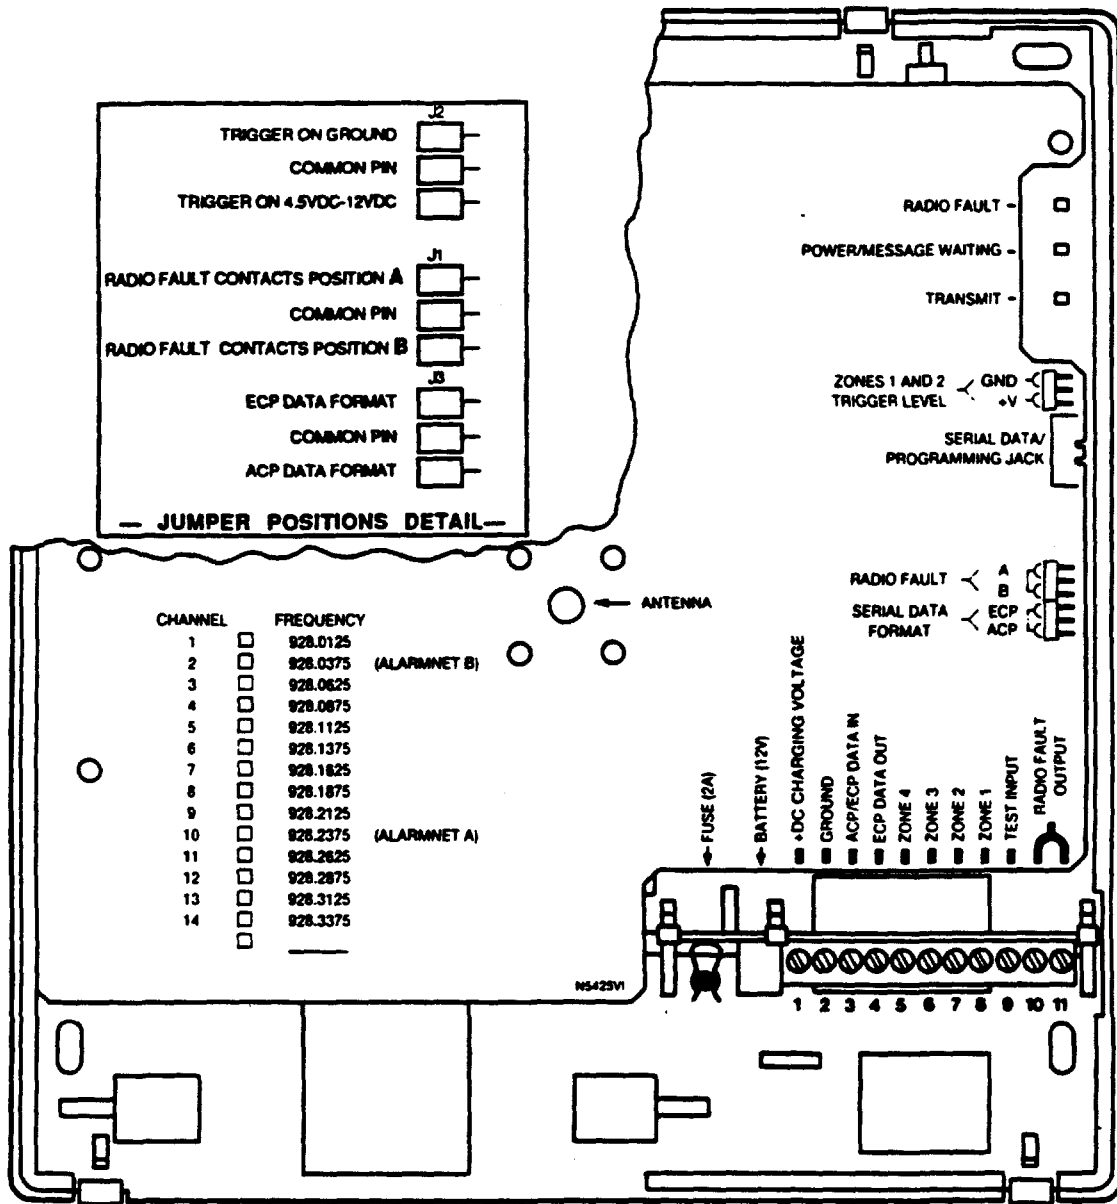 J2
TRIGGER ON GROUND
COMMON PIN
TRIGGER ON 4.5VDC-12VDC
J1
RADIO FAULT CONTACTS POSITION A
COMMON PIN
RADIO FAULT CONTACTS POSITION B
J3
ECP DATA FORMAT
COMMON PIN
ACP DATA FORMAT
— JUMPER POSITIONS DETAIL —
RADIO FAULT -
POWER/MESSAGE WAITING -
TRANSMIT -
ZONES 1 AND 2 GND
TRIGGER LEVEL +V
SERIAL DATA/
PROGRAMMING JACK
RADIO FAULT A
B
SERIAL DATA ECP
FORMAT ACP
ANTENNA
CHANNEL FREQUENCY
1 928.0125
2 928.0375 (ALARMNET B)
3 928.0625
4 928.0875
5 928.1125
6 928.1375
7 928.1625
8 928.1875
9 928.2125
10 928.2375 (ALARMNET A)
11 928.2625
12 928.2875
13 928.3125
14 928.3375
FUSE (2A)
BATTERY (12V)
+DC CHARGING VOLTAGE
GROUND
ACP/ECP DATA IN
ECP DATA OUT
ZONE 4
ZONE 3
ZONE 2
ZONE 1
TEST INPUT
RADIO FAULT
OUTPUT
N5425V1
1 2 3 4 5 6 7 8 9 10 11